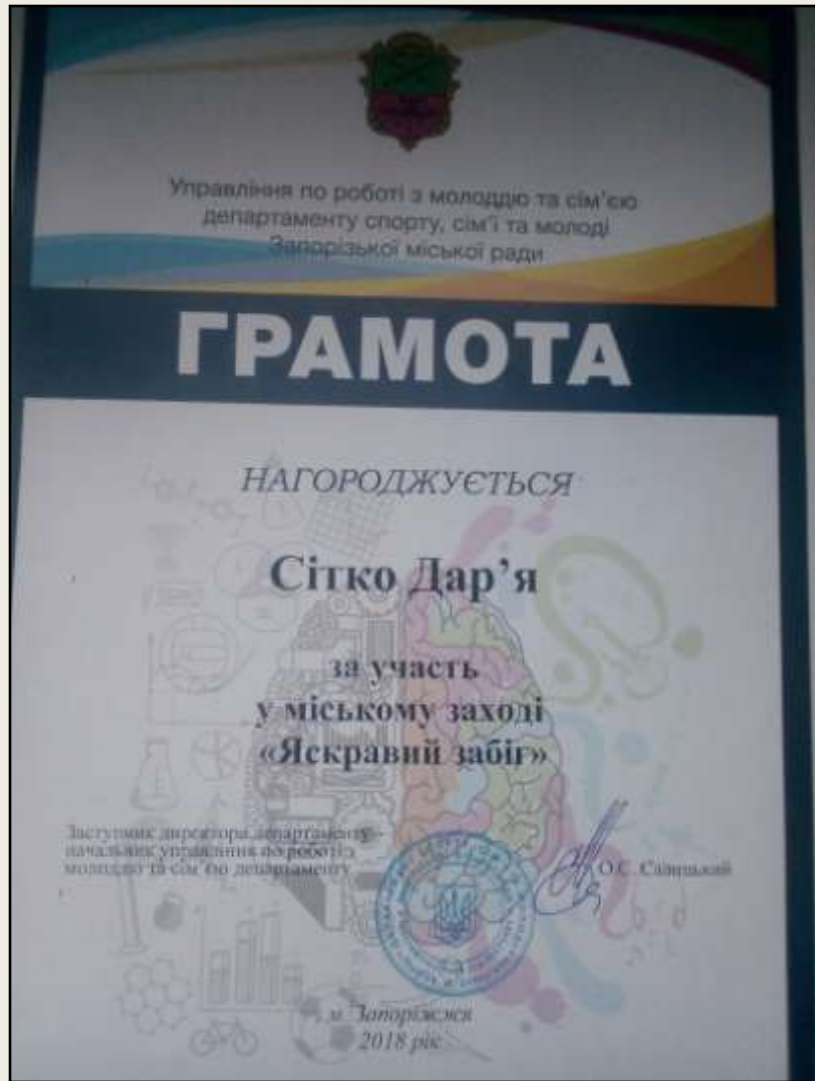 Управління по роботі з молоддю та сім'єю
департаменту спорту, сім'ї та молоді
Запорізької міської ради
ГРАМОТА
НАГОРОДЖУЄТЬСЯ
Сітко Дар'я
за участь
у міському заході
«Яскравий забіг»
Заступник директора департаменту –
начальник управління по роботі з
молоддю та сім'єю департаменту
О.С.
м. Запоріжжя
2018 рік